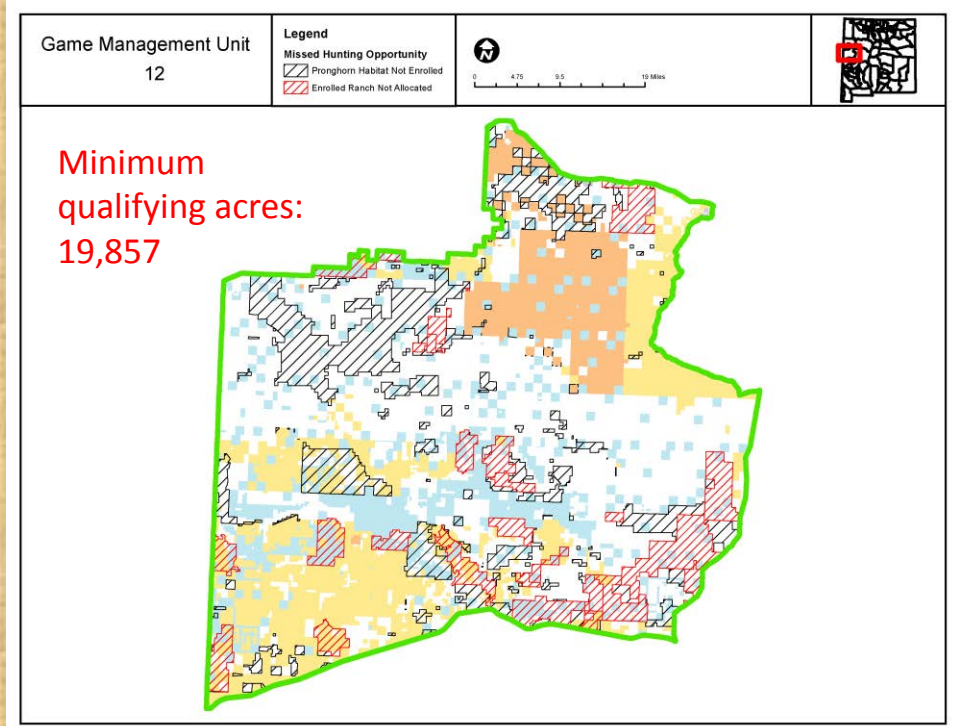 Game Management Unit
12
Legend
Missed Hunting Opportunity
Pronghorn Habitat Not Enrolled
Enrolled Ranch Not Allocated
N
0 4.75 9.5 19 Miles
Minimum
qualifying acres:
19,857